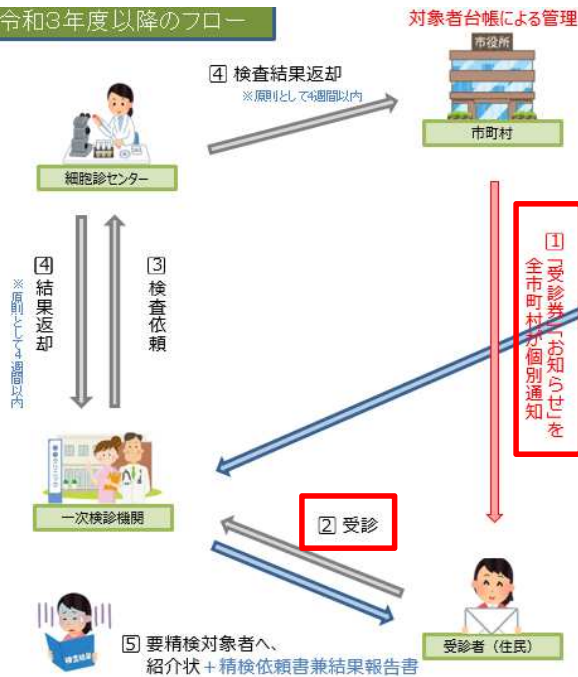 令和3年度以降のフロー
対象者台帳による管理
市役所
4 検査結果返却
※原則として4週間以内
市町村
細胞診センター
1「受診券」「お知らせ」を
全市町村が個別通知
3 検査依頼
4 結果返却
※原則として4週間以内
一次検診機関
2 受診
受診者（住民）
5 要精検対象者へ、
紹介状＋精検依頼書兼結果報告書